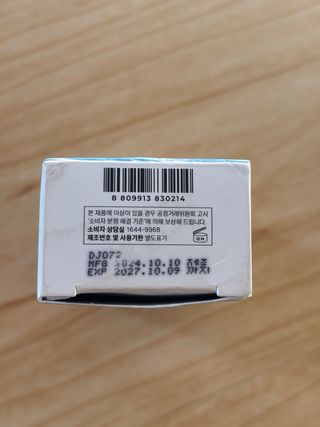 8 809913 830214
본 제품에 이상이 있을 경우 공정거래위원회 고시
'소비자 분쟁 해결 기준'에 의해 보상해 드립니다.
소비자 상담실 1644-9968
제조번호 및 사용기한 별도표기
12M
DJ072
MFG 2024.10.10 제조
EXP 2027.10.09 까지